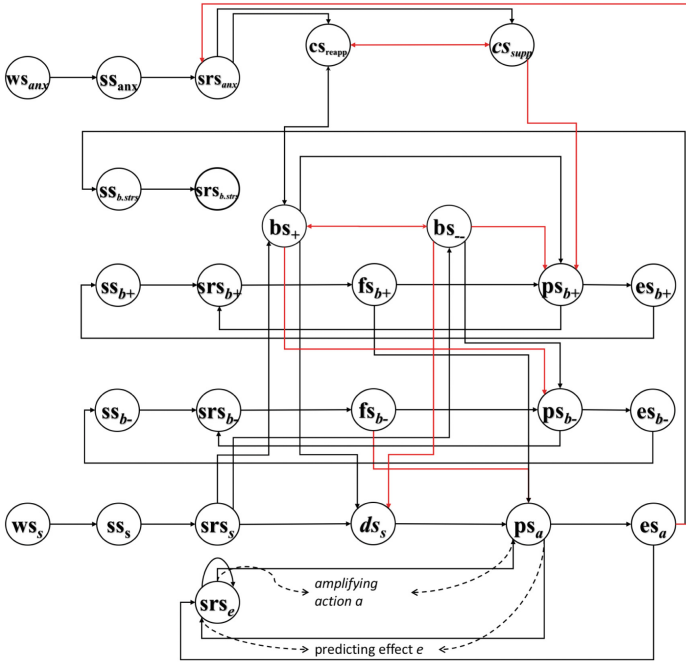 cs_reapp cs_supp
ws_anx ss_anx srs_anx
ss_b.strs srs_b.strs
bs_+ bs_--
ss_b+ srs_b+ fs_b+ ps_b+ es_b+
ss_b- srs_b- fs_b- ps_b- es_b-
ws_s ss_s srs_s ds_s ps_a es_a
srs_e
amplifying
action a
predicting effect e